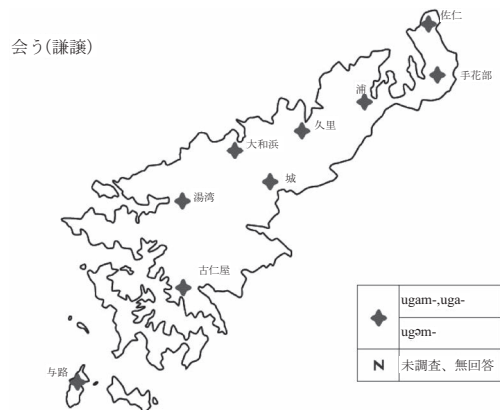 会う(謙譲)
佐仁
手花部
浦
久里
大和浜
城
湯湾
古仁屋
与路
ugam-,uga-
ugəm-
N 未調査、無回答